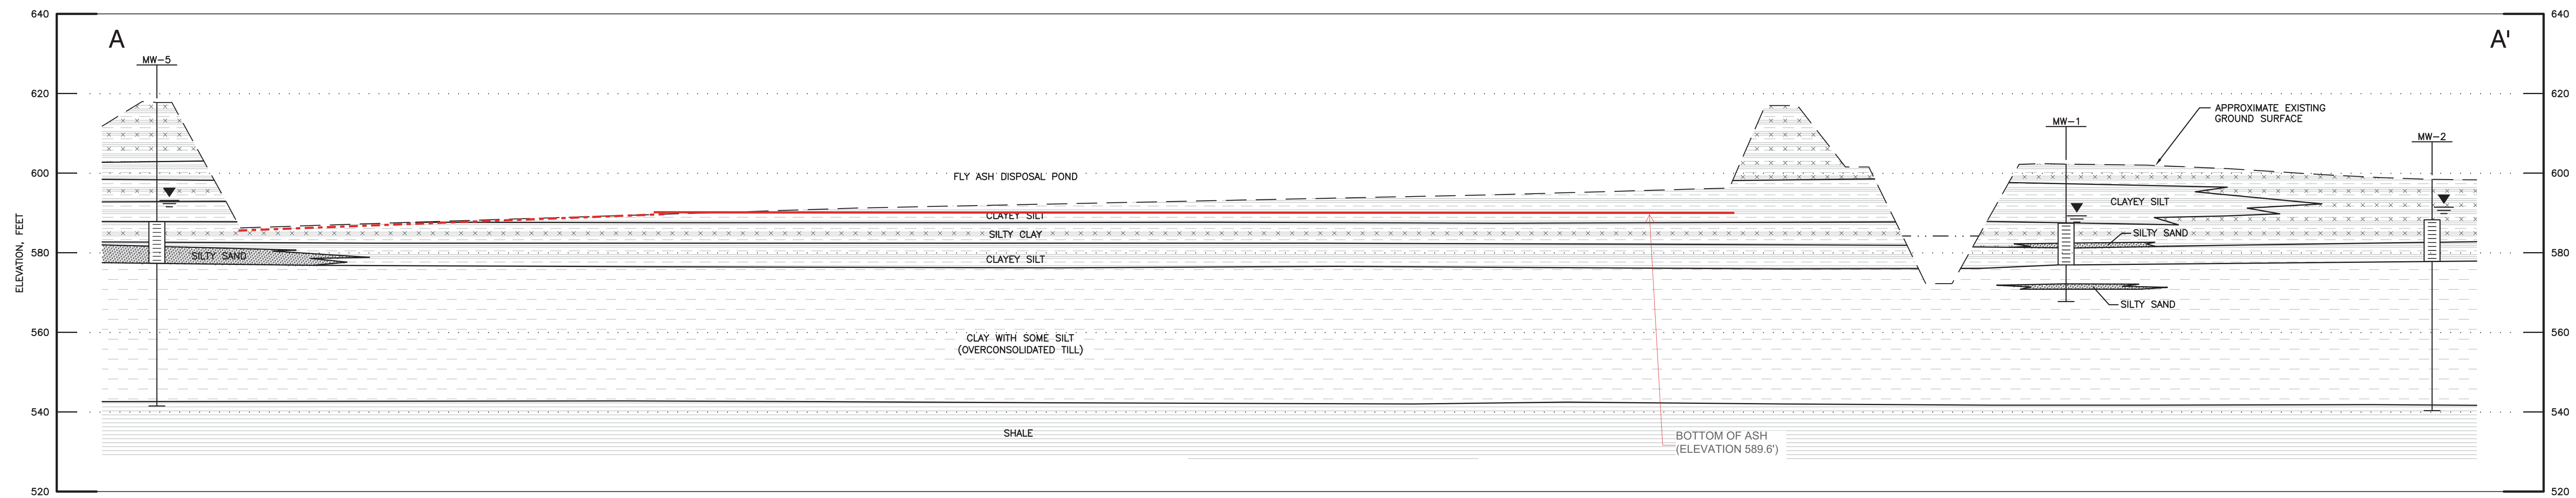 640
640
A
A'
MW-5
620
620
APPROXIMATE EXISTING
GROUND SURFACE
MW-1
MW-2
600
600
FLY ASH DISPOSAL POND
CLAYEY SILT
CLAYEY SILT
ELEVATION, FEET
SILTY CLAY
SILTY SAND
580
580
SILTY SAND
CLAYEY SILT
SILTY SAND
560
560
CLAY WITH SOME SILT
(OVERCONSOLIDATED TILL)
540
540
SHALE
BOTTOM OF ASH
(ELEVATION 589.6')
520
520